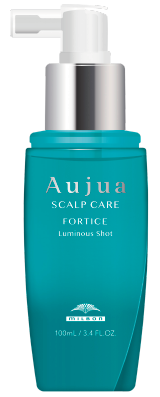 Aujua
SCALP CARE
FORTICE
Luminous Shot
milbon
100mL / 3.4 FL.OZ.